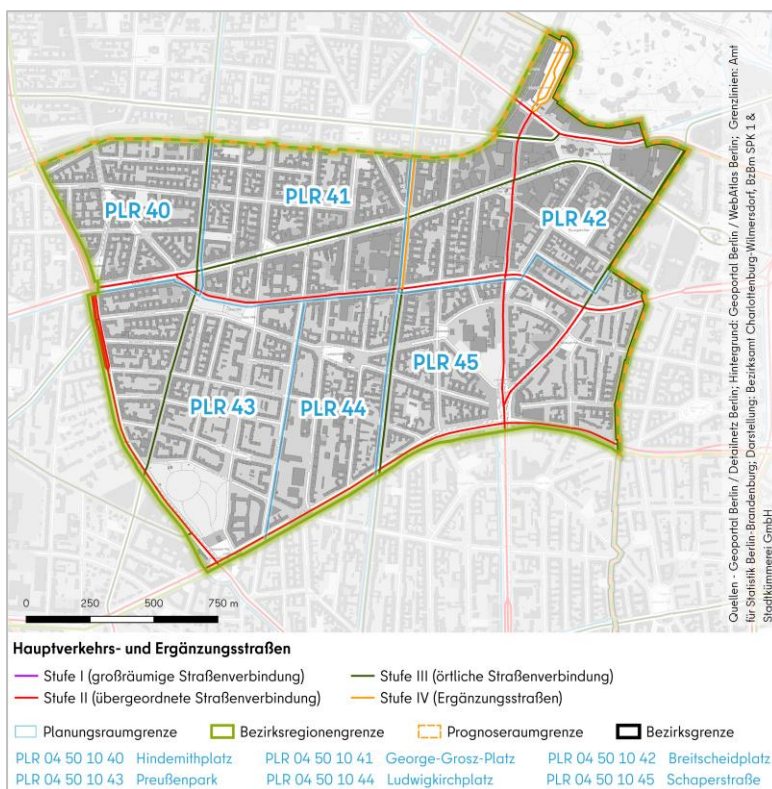 PLR 40
PLR 41
PLR 42
PLR 43
PLR 44
PLR 45
0 250 500 750 m
Quellen - Geoportal Berlin / Detailnetz Berlin; Hintergrund: Geoportal Berlin / WebAtlas Berlin; Grenzlinien: Amt
für Statistik Berlin-Brandenburg; Darstellung: Bezirksamt Charlottenburg-Wilmersdorf, BzBm SPK 1 &
Stadtkümmerei GmbH
Hauptverkehrs- und Ergänzungsstraßen
Stufe I (großräumige Straßenverbindung)
Stufe III (örtliche Straßenverbindung)
Stufe II (übergeordnete Straßenverbindung)
Stufe IV (Ergänzungsstraßen)
Planungsraumgrenze
Bezirksregionengrenze
Prognoseraumgrenze
Bezirksgrenze
PLR 04 50 10 40 Hindemithplatz
PLR 04 50 10 41 George-Grosz-Platz
PLR 04 50 10 42 Breitscheidplatz
PLR 04 50 10 43 Preußenpark
PLR 04 50 10 44 Ludwigkirchplatz
PLR 04 50 10 45 Schaperstraße